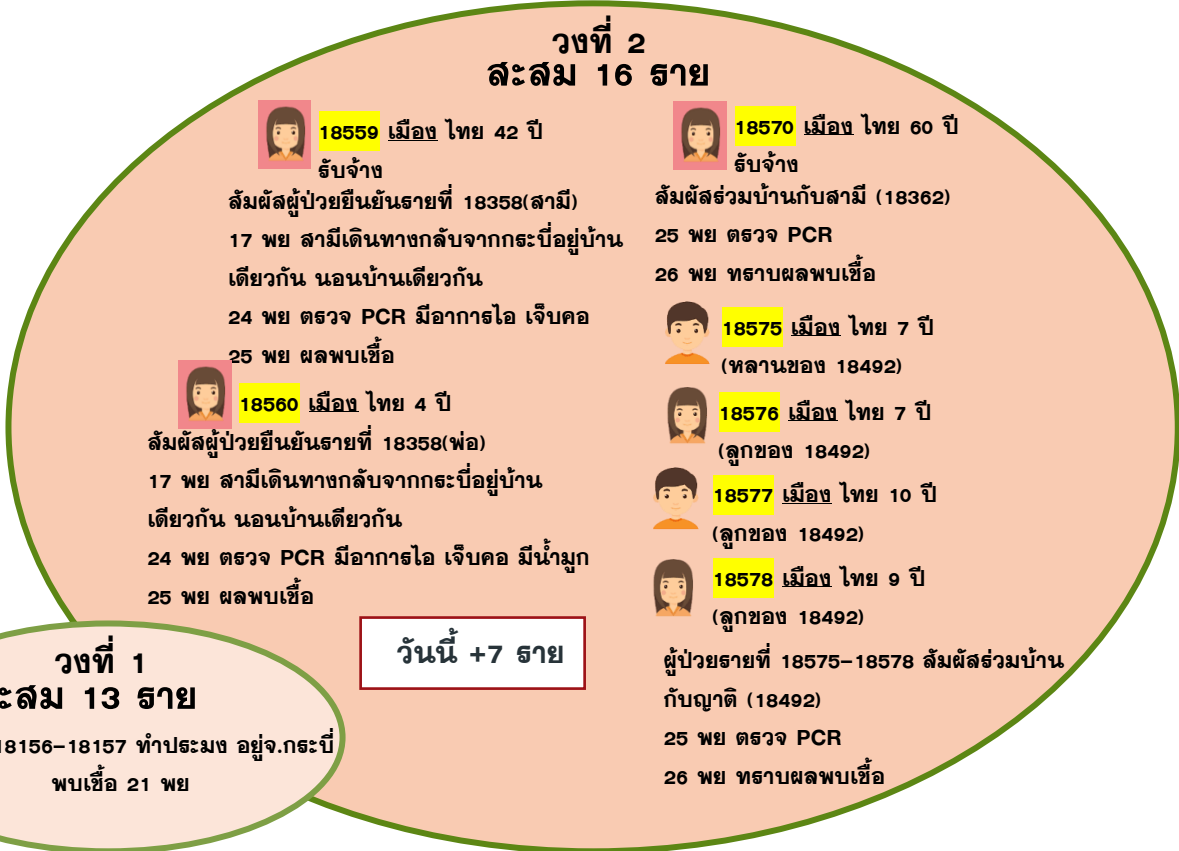 วงที่ 2
สะสม 16 ราย
18559 เมือง ไทย 42 ปี
รับจ้าง
สัมผัสผู้ป่วยยืนยันรายที่ 18358(สามี)
17 พย สามีเดินทางกลับจากกระบี่อยู่บ้าน
เดียวกัน นอนบ้านเดียวกัน
24 พย ตรวจ PCR มีอาการไอ เจ็บคอ
25 พย ผลพบเชื้อ
18560 เมือง ไทย 4 ปี
สัมผัสผู้ป่วยยืนยันรายที่ 18358(พ่อ)
17 พย สามีเดินทางกลับจากกระบี่อยู่บ้าน
เดียวกัน นอนบ้านเดียวกัน
24 พย ตรวจ PCR มีอาการไอ เจ็บคอ มีน้ำมูก
25 พย ผลพบเชื้อ
18570 เมือง ไทย 60 ปี
รับจ้าง
สัมผัสร่วมบ้านกับสามี (18362)
25 พย ตรวจ PCR
26 พย ทราบผลพบเชื้อ
18575 เมือง ไทย 7 ปี
(หลานของ 18492)
18576 เมือง ไทย 7 ปี
(ลูกของ 18492)
18577 เมือง ไทย 10 ปี
(ลูกของ 18492)
18578 เมือง ไทย 9 ปี
(ลูกของ 18492)
ผู้ป่วยรายที่ 18575-18578 สัมผัสร่วมบ้าน
กับญาติ (18492)
25 พย ตรวจ PCR
26 พย ทราบผลพบเชื้อ
วันนี้ +7 ราย
วงที่ 1
ะสม 13 ราย
18156-18157 ทำประมง อยู่จ.กระบี่
พบเชื้อ 21 พย